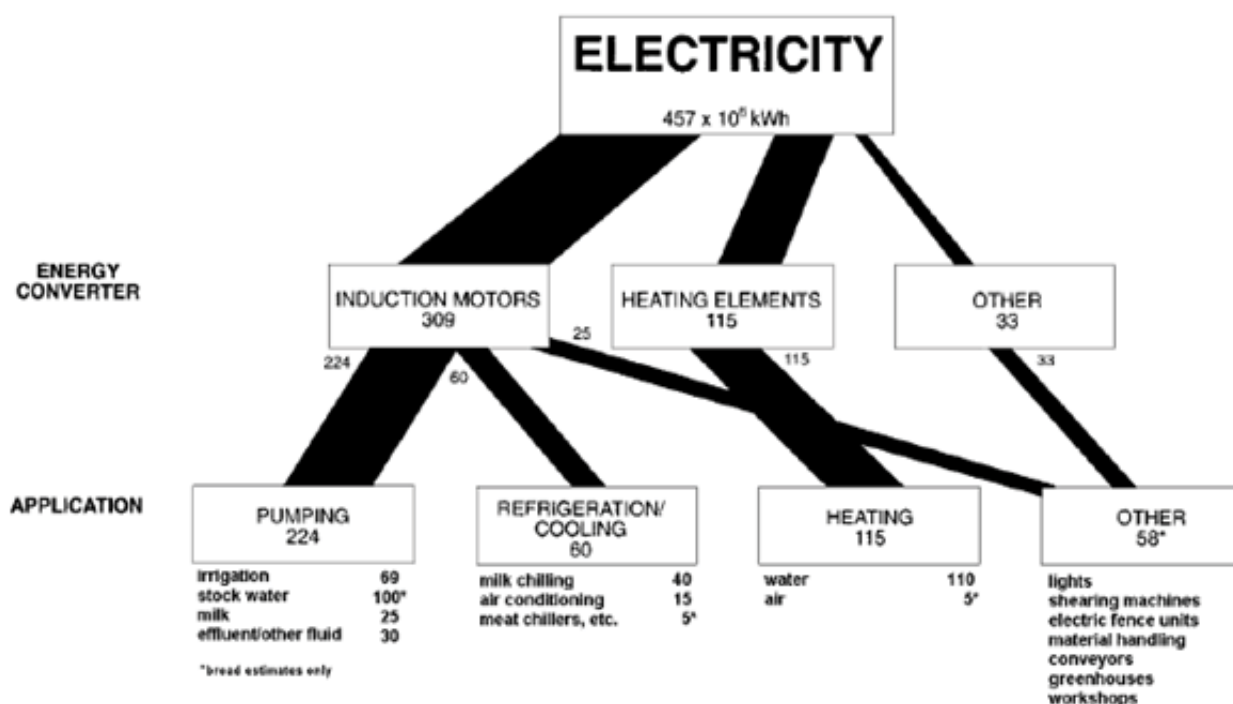 ELECTRICITY
457 x 10⁶ kWh
ENERGY
CONVERTER
INDUCTION MOTORS
309
HEATING ELEMENTS
115
OTHER
33
224
60
25
115
33
APPLICATION
PUMPING
224
REFRIGERATION/
COOLING
60
HEATING
115
OTHER
58*
irrigation 69
stock water 100*
milk 25
effluent/other fluid 30
*broad estimates only
milk chilling 40
air conditioning 15
meat chillers, etc. 5*
water 110
air 5*
lights
shearing machines
electric fence units
material handling
conveyors
greenhouses
workshops